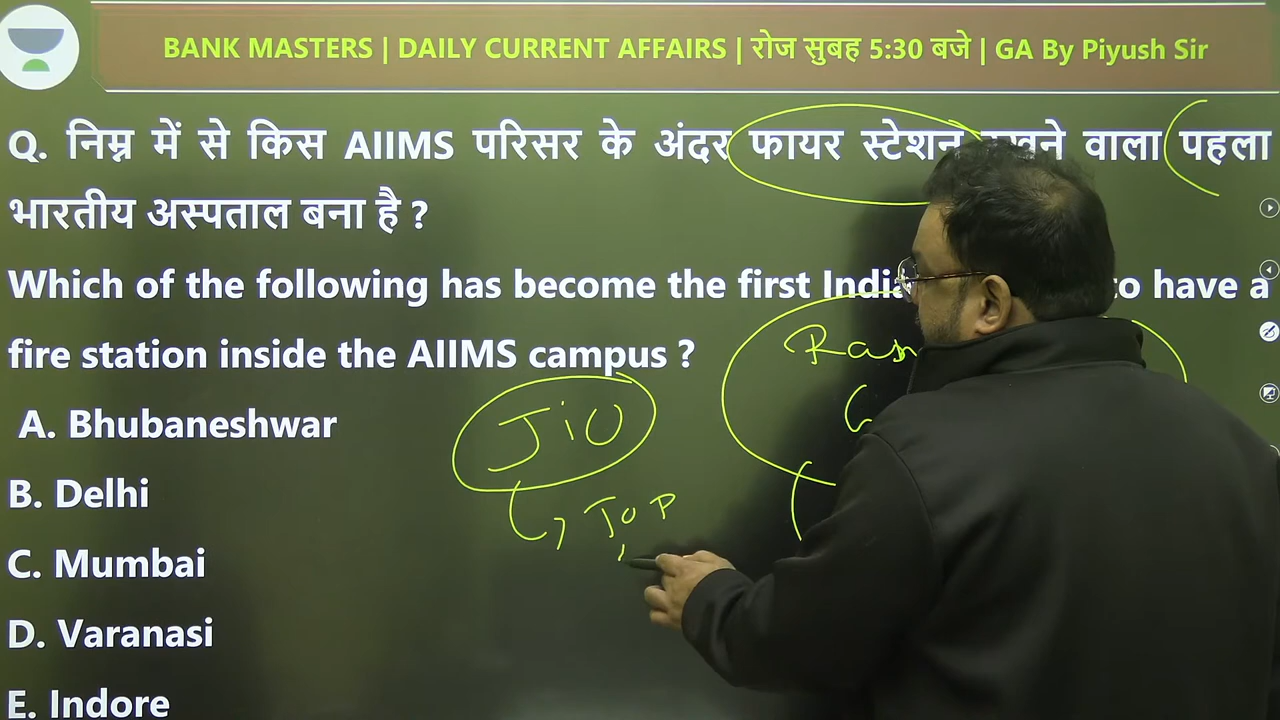 BANK MASTERS | DAILY CURRENT AFFAIRS | रोज सुबह 5:30 बजे | GA By Piyush Sir
Q. निम्न में से किस AIIMS परिसर के अंदर फायर स्टेशन वाला पहला
भारतीय अस्पताल बना है ?
Which of the following has become the first to have a
fire station inside the AIIMS campus ?
A. Bhubaneshwar
JiO
B. Delhi
TOP
C. Mumbai
D. Varanasi
E. Indore